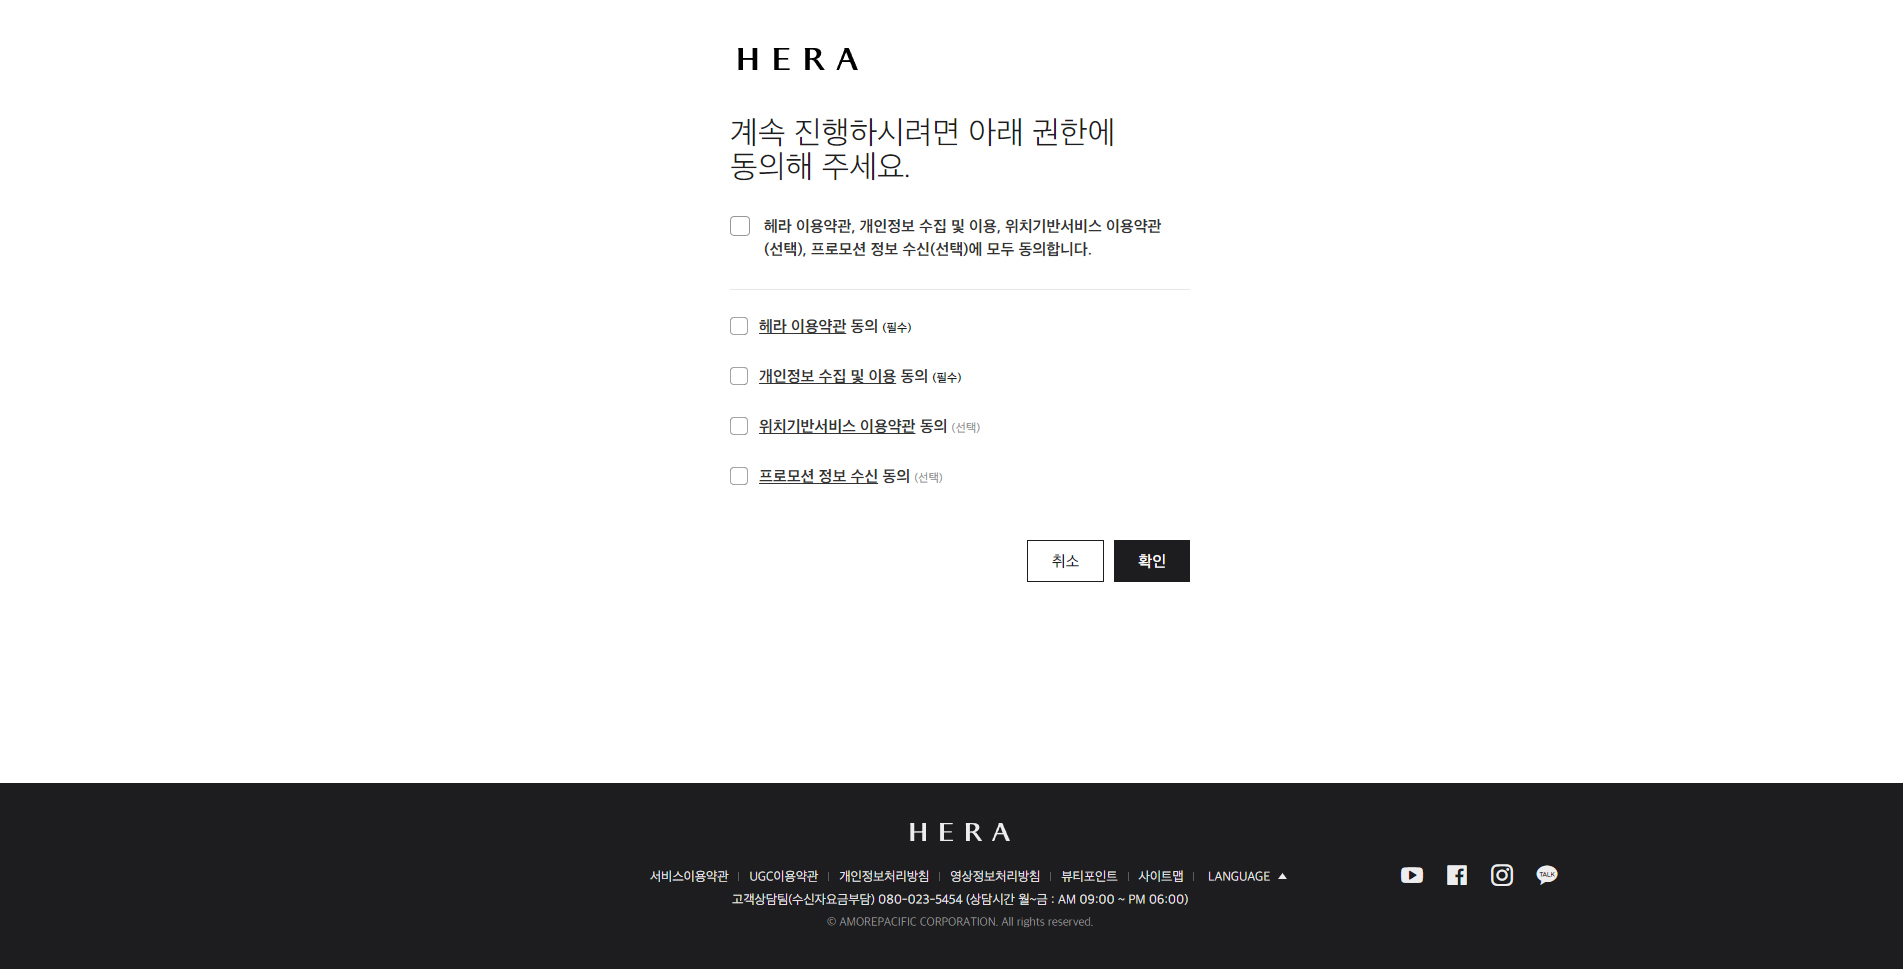 HERA
계속 진행하시려면 아래 권한에
동의해 주세요.
헤라 이용약관, 개인정보 수집 및 이용, 위치기반서비스 이용약관
(선택), 프로모션 정보 수신(선택)에 모두 동의합니다.
헤라 이용약관 동의 (필수)
개인정보 수집 및 이용 동의 (필수)
위치기반서비스 이용약관 동의 (선택)
프로모션 정보 수신 동의 (선택)
취소 확인
HERA
서비스이용약관 | UGC이용약관 | 개인정보처리방침 | 영상정보처리방침 | 뷰티포인트 | 사이트맵 | LANGUAGE
TALK
고객상담팀(수신자요금부담) 080-023-5454 (상담시간 월~금 : AM 09:00 ~ PM 06:00)
© AMOREPACIFIC CORPORATION. All rights reserved.